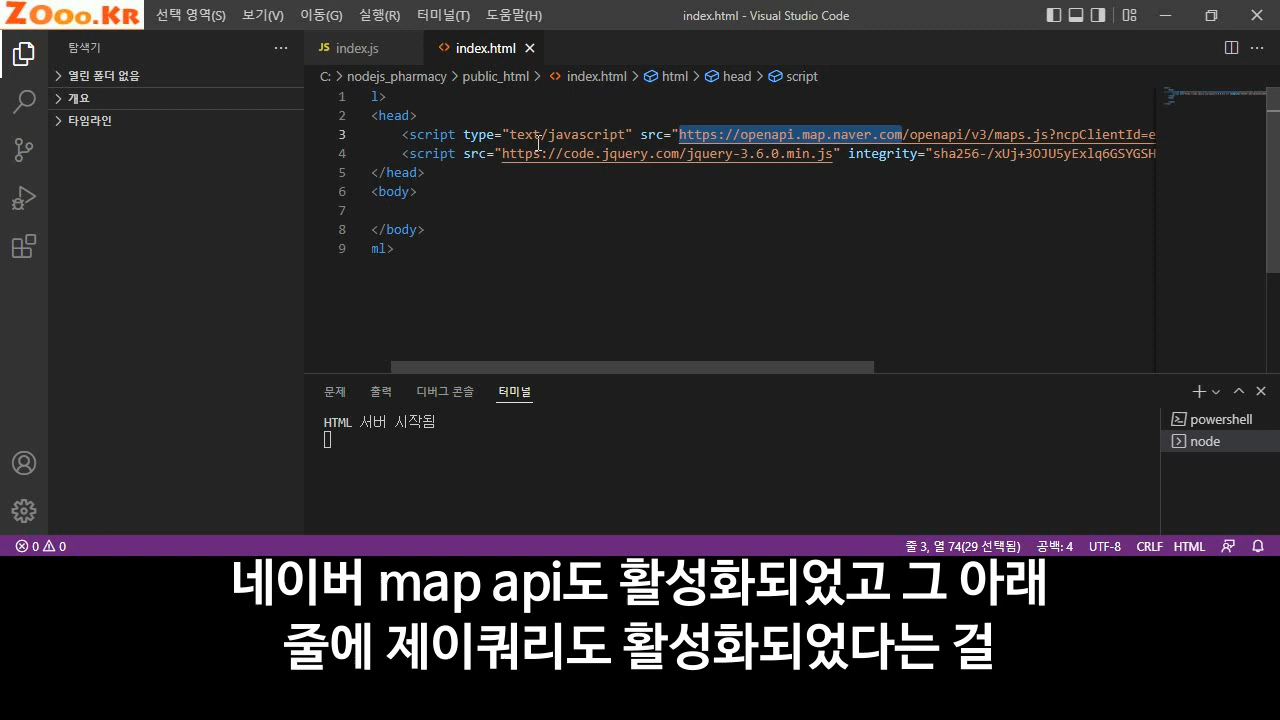 ZOoo.Kr
선택 영역(S) 보기(V) 이동(G) 실행(R) 터미널(T) 도움말(H)
index.html - Visual Studio Code
탐색기
열린 폴더 없음
개요
타임라인
JS index.js
<> index.html
C: > nodejs_pharmacy > public_html > <> index.html > html > head > script
1 l>
2 <head>
3 <script type="text/javascript" src="https://openapi.map.naver.com/openapi/v3/maps.js?ncpClientId=e
4 <script src="https://code.jquery.com/jquery-3.6.0.min.js" integrity="sha256-/xUj+3OJU5yExlq6GSYGSH
5 </head>
6 <body>
7
8 </body>
9 ml>
문제 출력 디버그 콘솔 터미널
HTML 서버 시작됨
powershell
node
0 0
줄 3, 열 74(29 선택됨) 공백: 4 UTF-8 CRLF HTML
네이버 map api도 활성화되었고 그 아래
줄에 제이쿼리도 활성화되었다는 걸